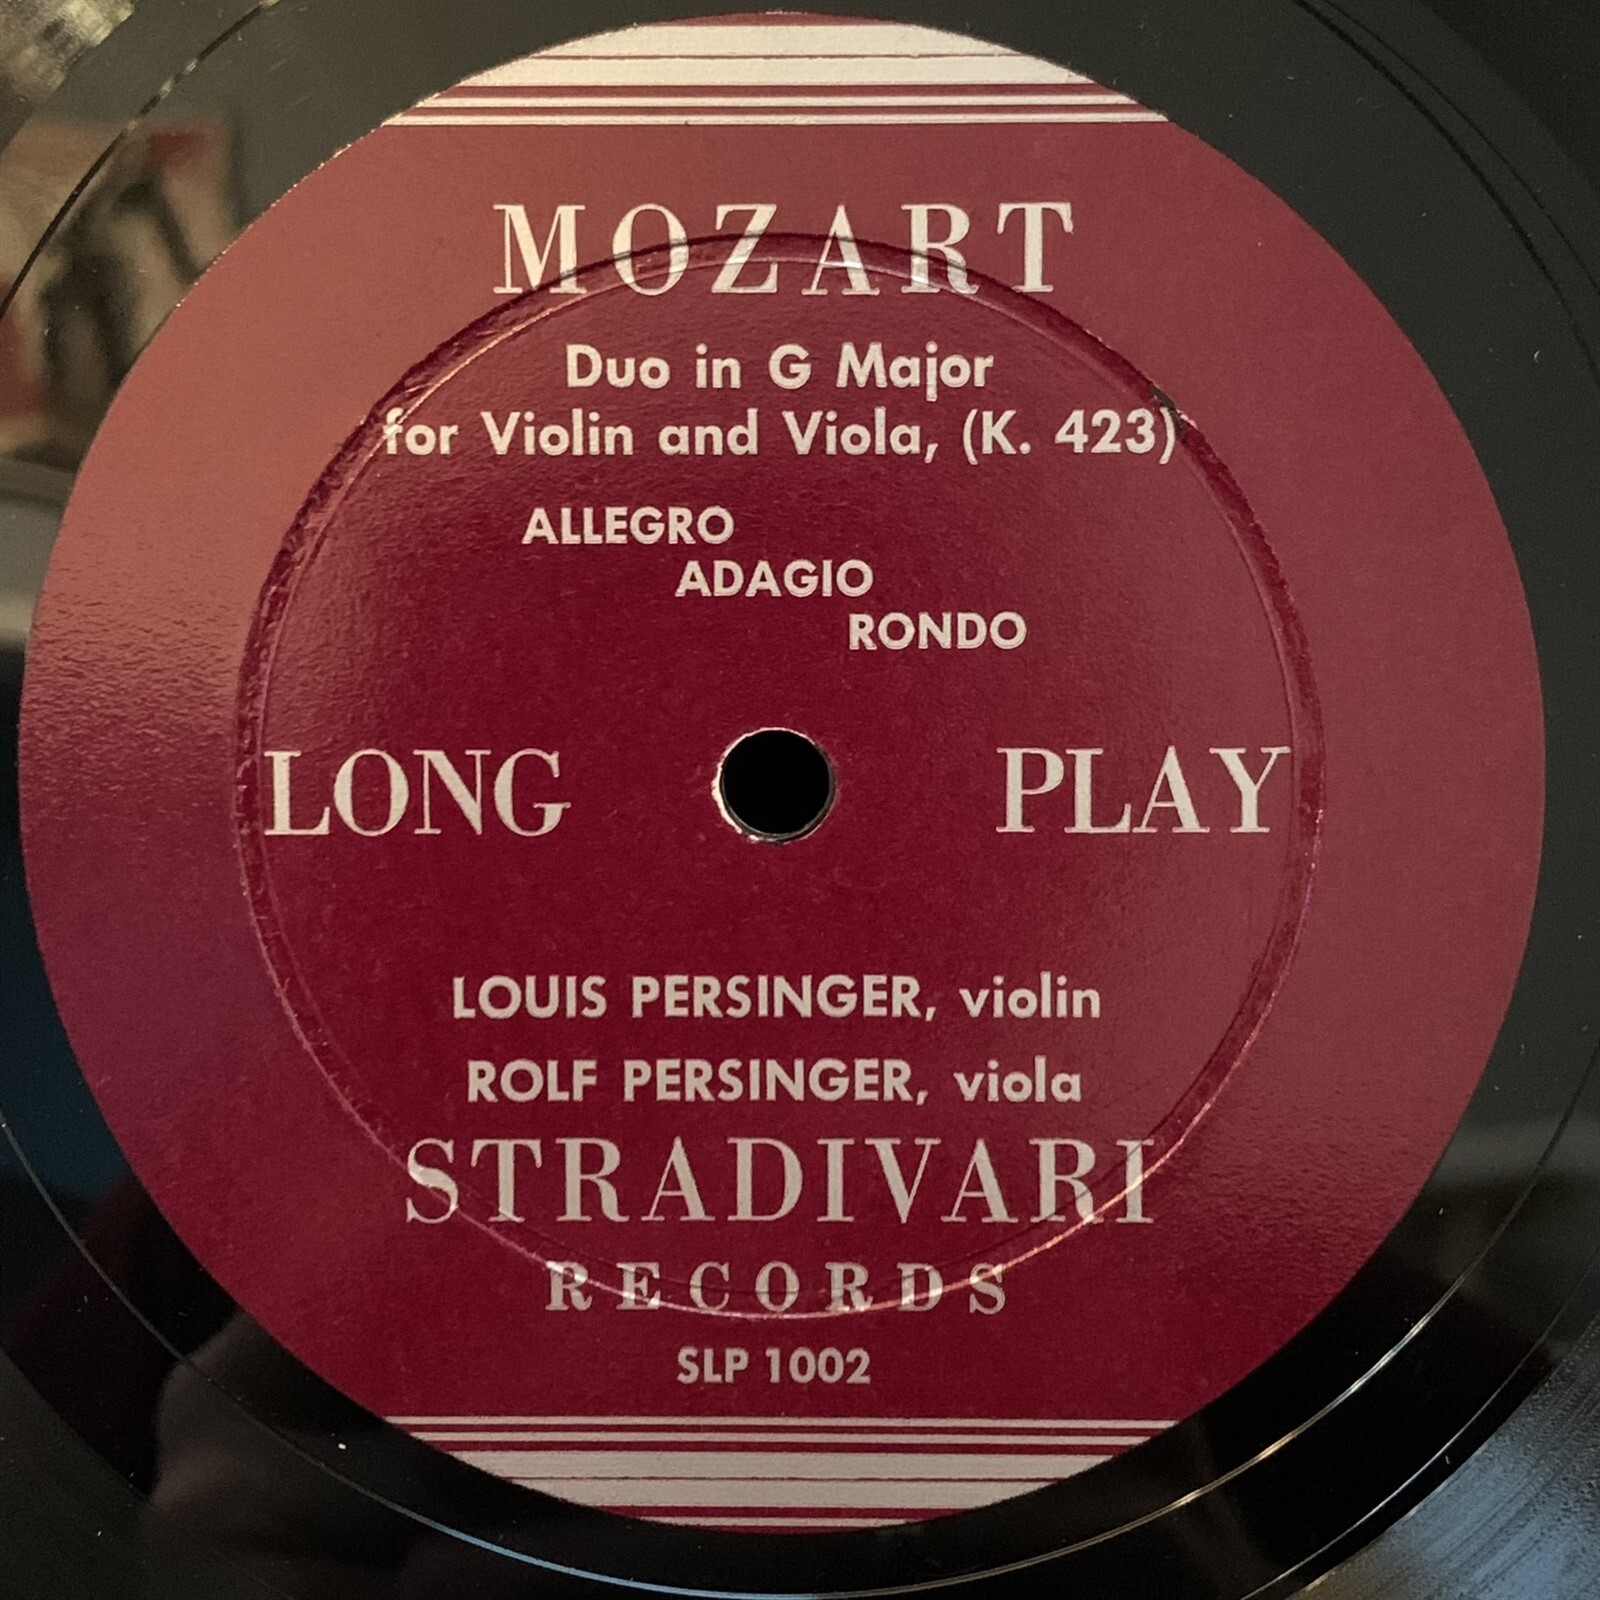 MOZART
Duo in G Major
for Violin and Viola, (K. 423)
ALLEGRO
ADAGIO
RONDO
LONG PLAY
LOUIS PERSINGER, violin
ROLF PERSINGER, viola
STRADIVARI
RECORDS
SLP 1002